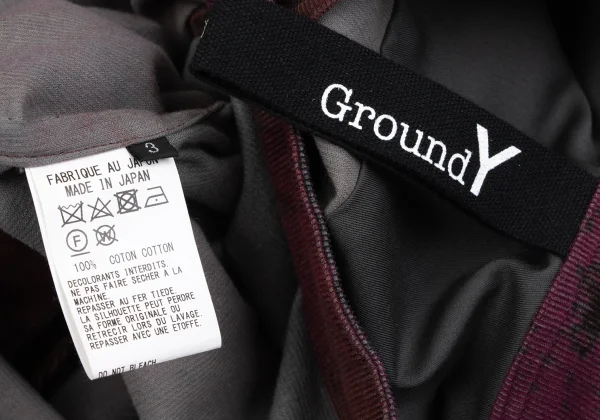 GroundY
3
FABRIQUE AU JAPON
MADE IN JAPAN
F
W
100% COTON COTTON
DECOLORANTS INTERDITS.
NE PAS FAIRE SECHER A LA
MACHINE.
REPASSER AU FER TIEDE.
LA SILHOUETTE PEUT PERDRE
SA FORME ORIGINALE OU
RETRECIR LORS DU LAVAGE.
REPASSER AVEC UNE ETOFFE.
DO NOT BLEACH